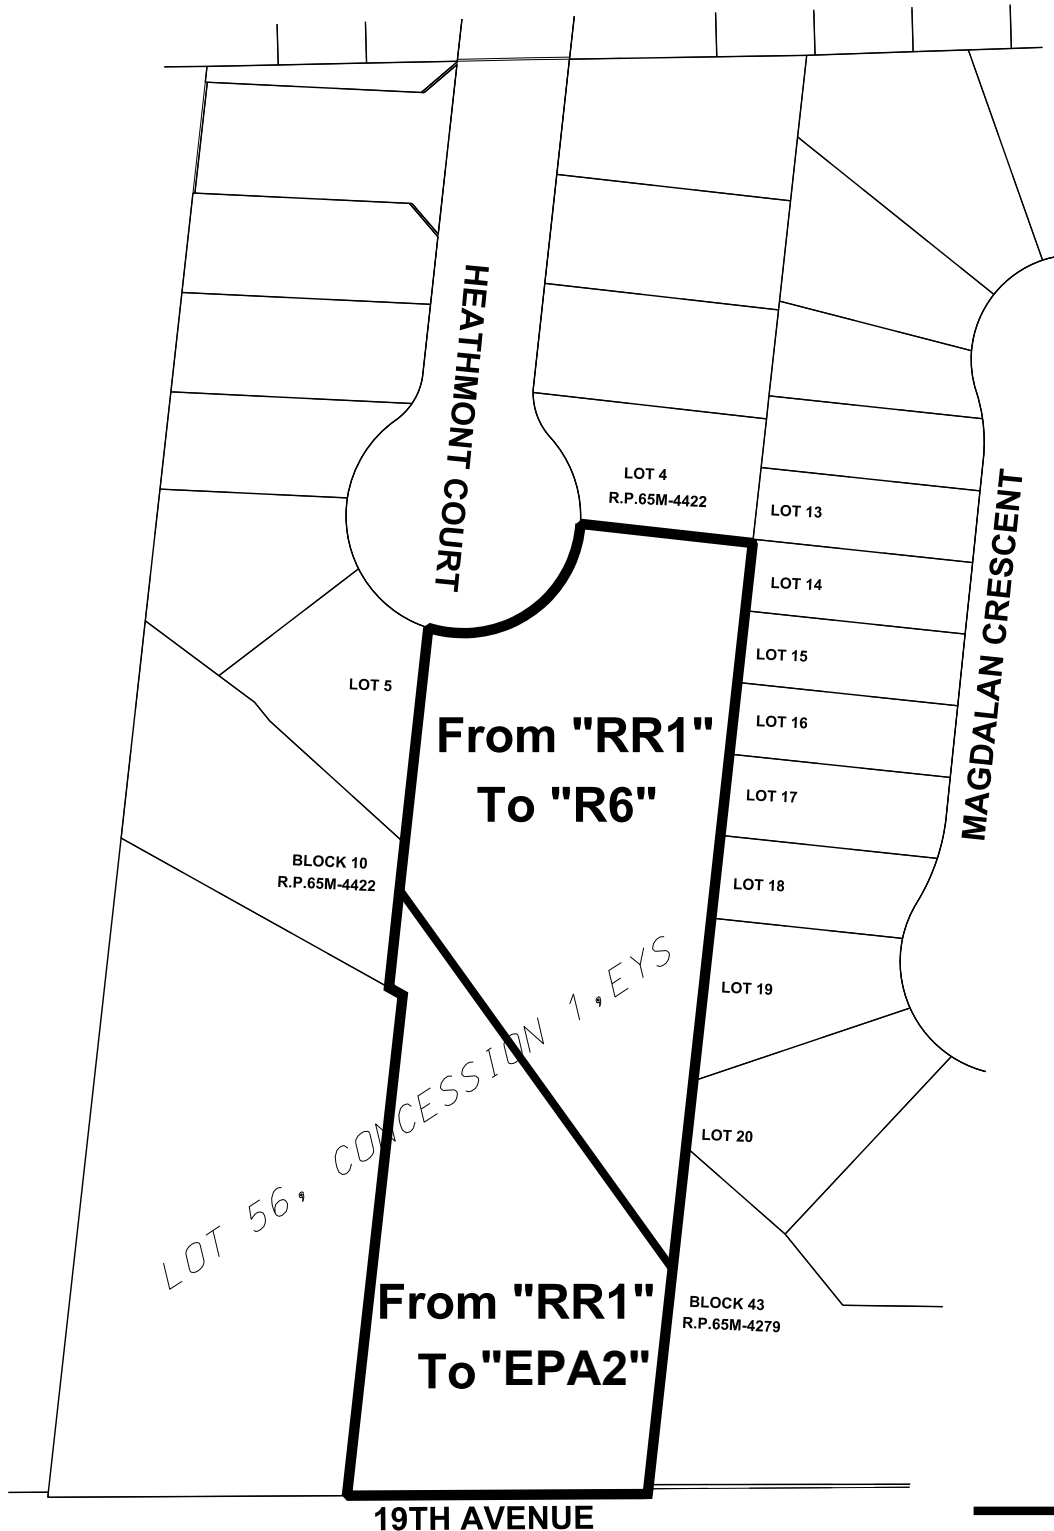 HEATHMONT COURT
LOT 4
R.P.65M-4422
LOT 13
LOT 14
LOT 15
LOT 16
LOT 17
LOT 18
LOT 19
LOT 20
MAGDALAN CRESCENT
LOT 5
From "RR1"
To "R6"
BLOCK 10
R.P.65M-4422
LOT 56, CONCESSION 1,EYS
From "RR1"
To "EPA2"
BLOCK 43
R.P.65M-4279
19TH AVENUE